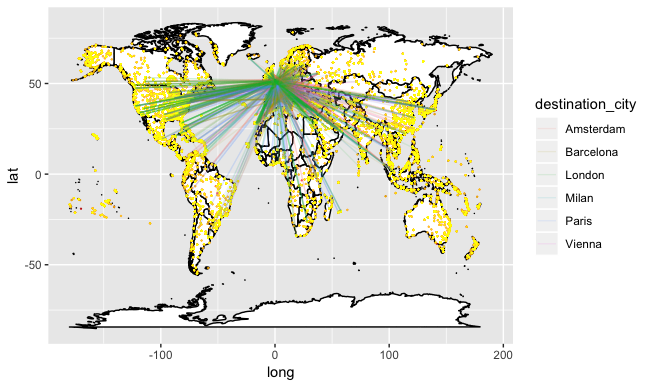 50
0
-50
lat
-100
0
100
200
long
destination_city
Amsterdam
Barcelona
London
Milan
Paris
Vienna